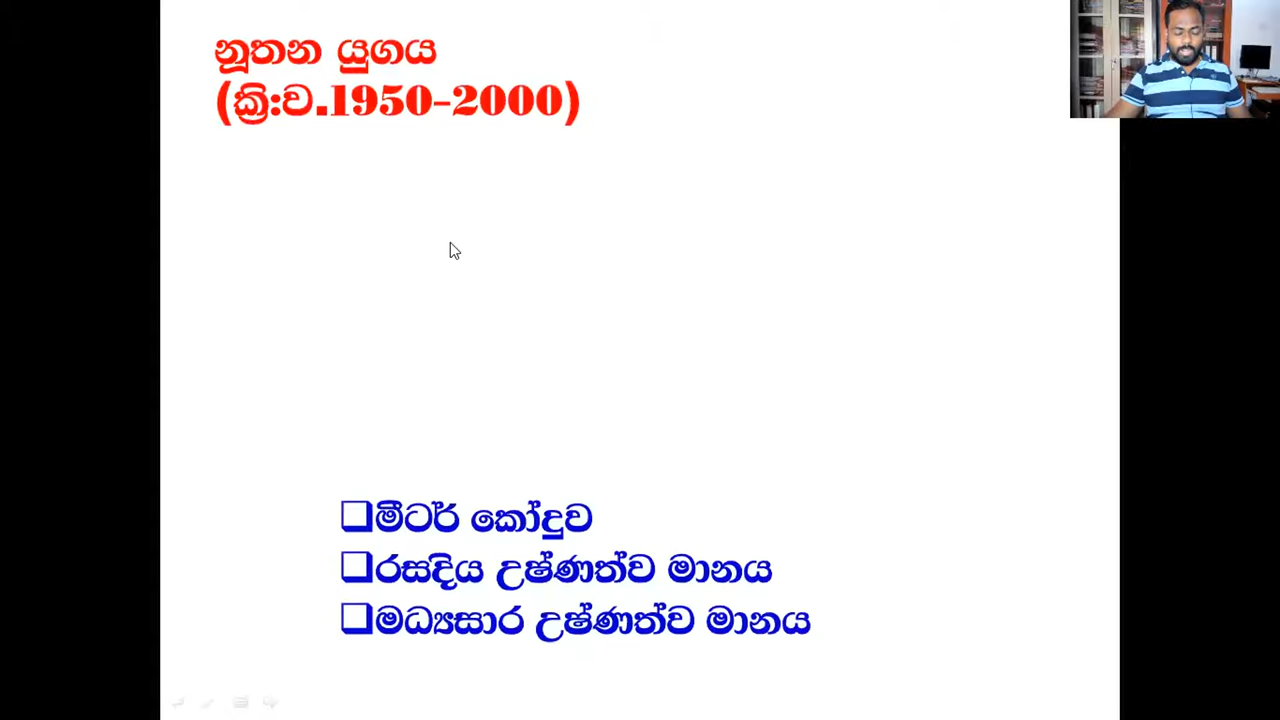 නූතන යුගය
(ක්‍රි:ව.1950-2000)
❑මීටර් කෝදුව
❑රසදිය උෂ්ණත්ව මානය
❑මධ්‍යසාර උෂ්ණත්ව මානය